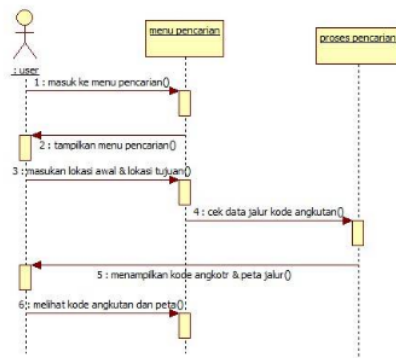 menu pencarian
proses pencarian
: user
1 : masuk ke menu pencarian()
2 : tampilkan menu pencarian()
3 : masukan lokasi awal & lokasi tujuan()
4 : cek data jalur kode angkutan()
5 : menampilkan kode angkotr & peta jalur()
6 : melihat kode angkutan dan peta()